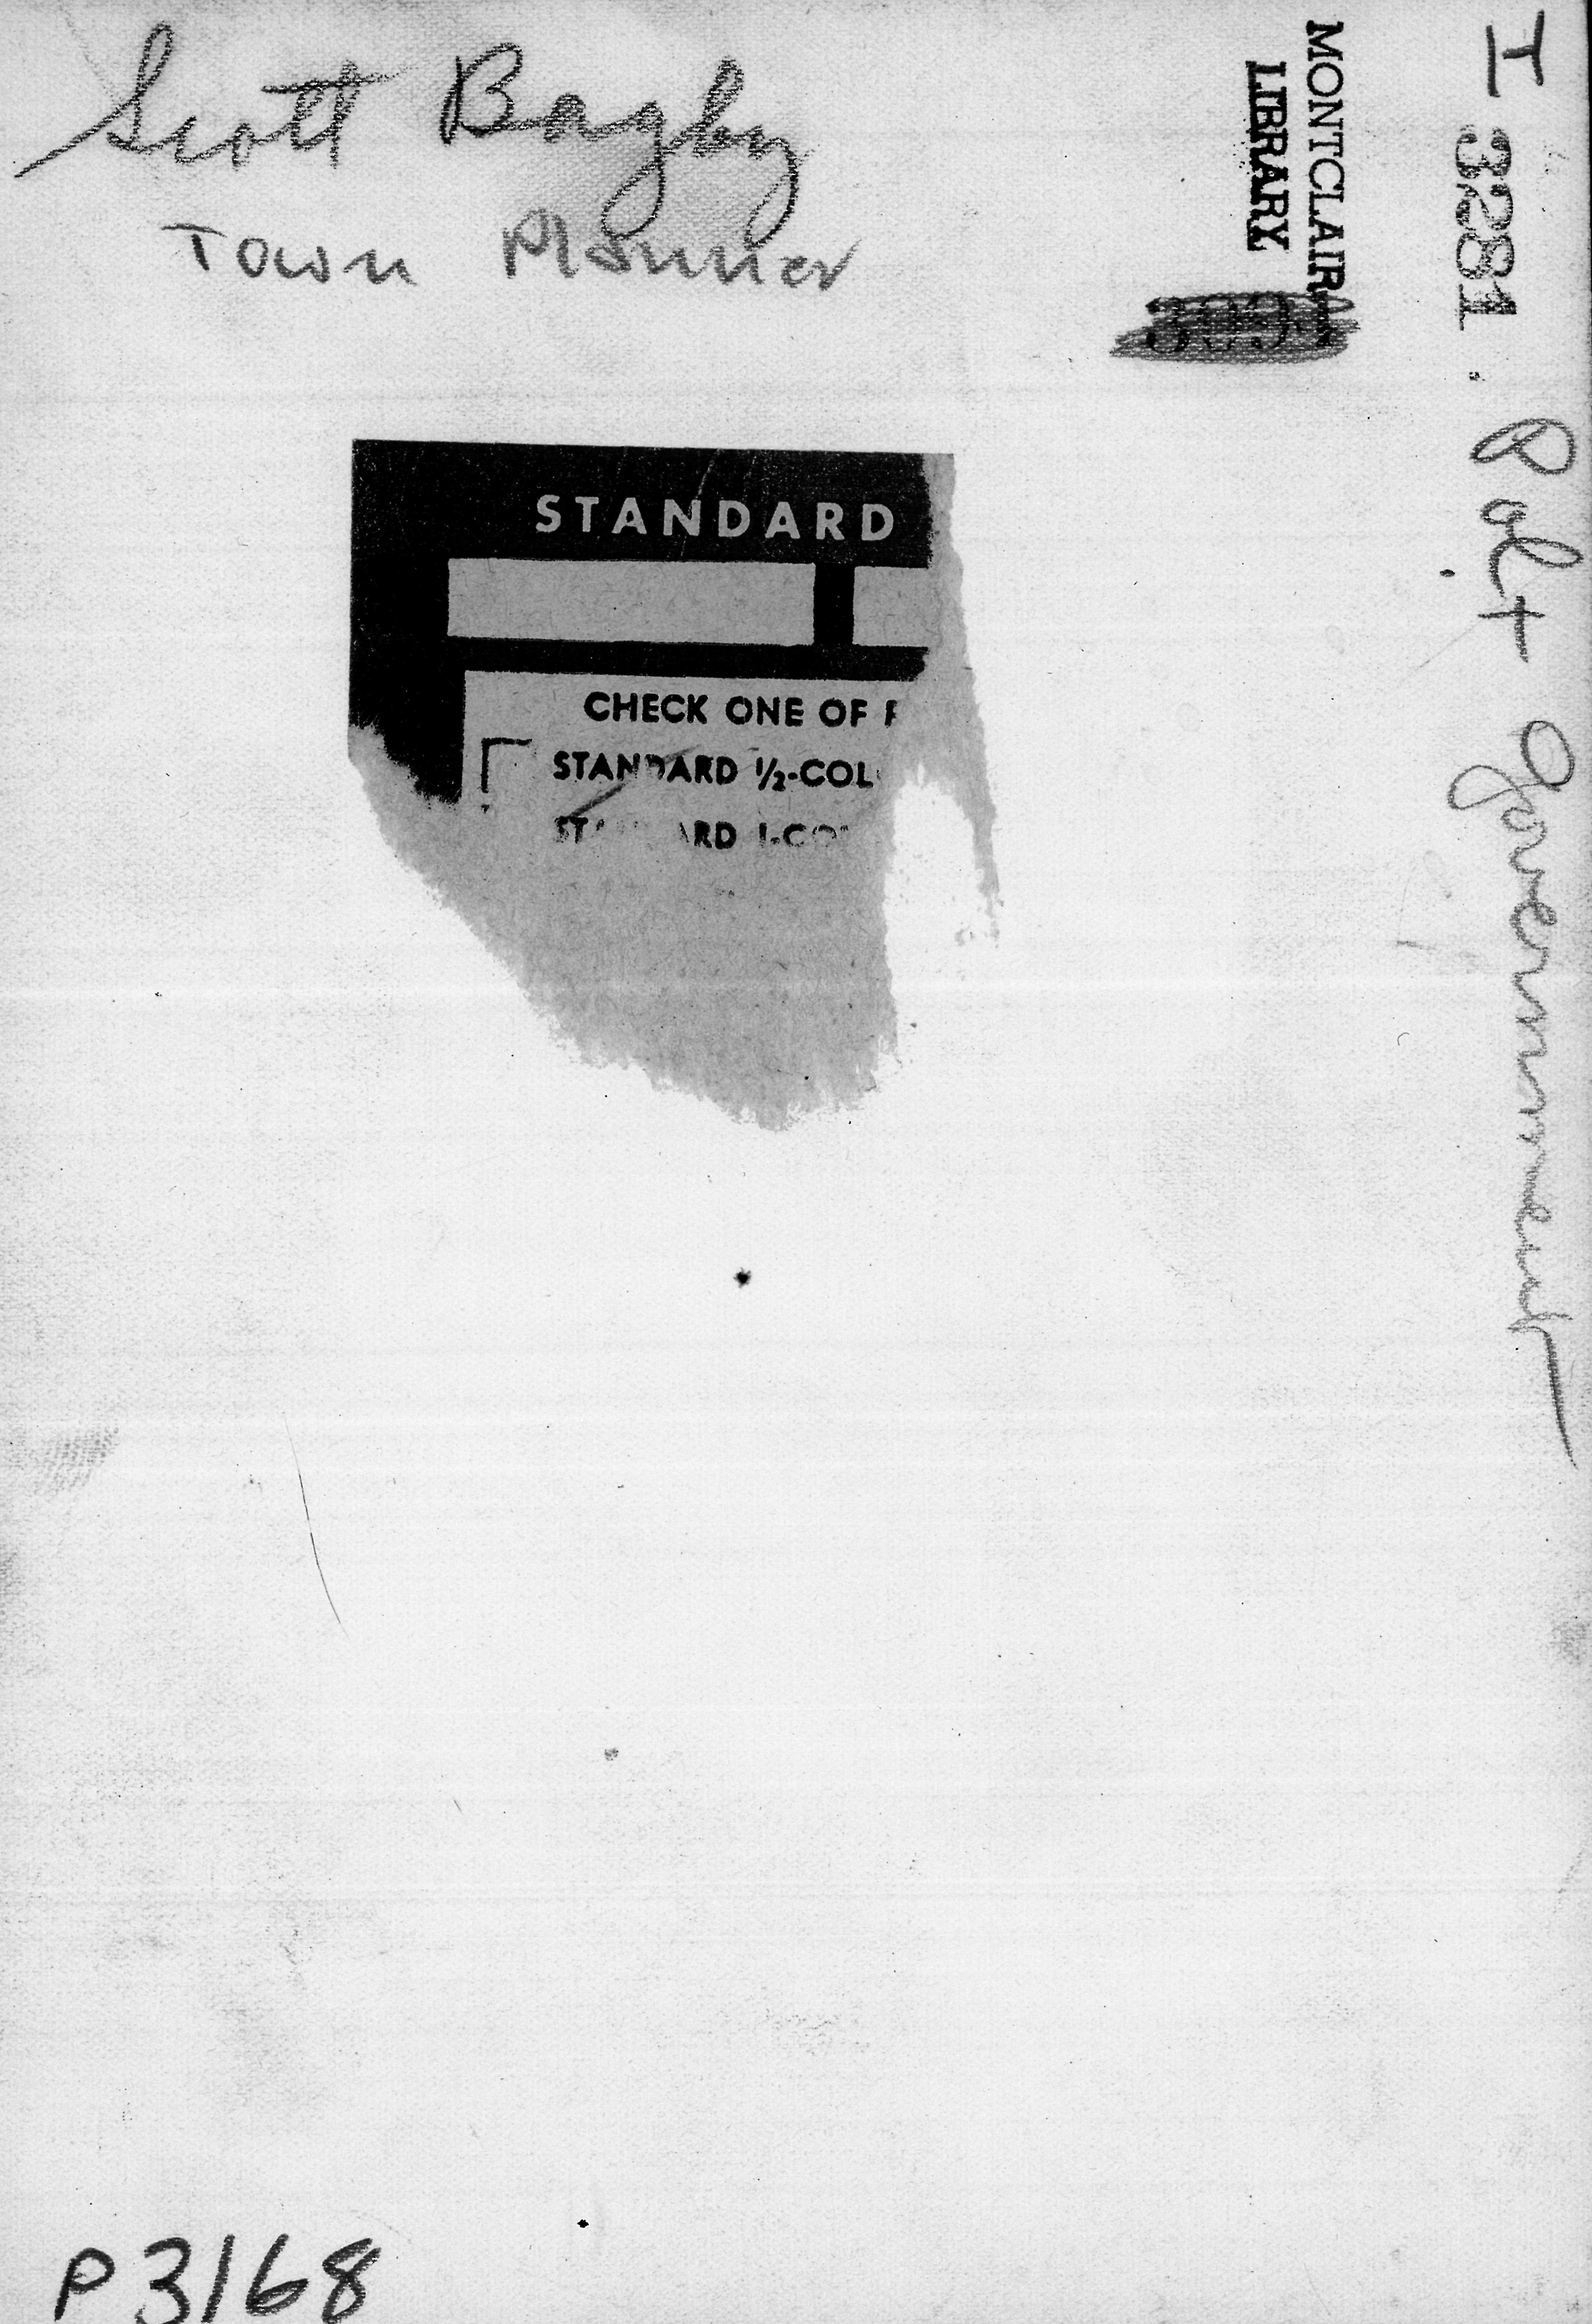 Scott Bagby
Town Planner
MONTCLAIR
LIBRARY
I 3281. Pol + Government
STANDARD
CHECK ONE OF F
STANDARD 1/2-COL
P3168